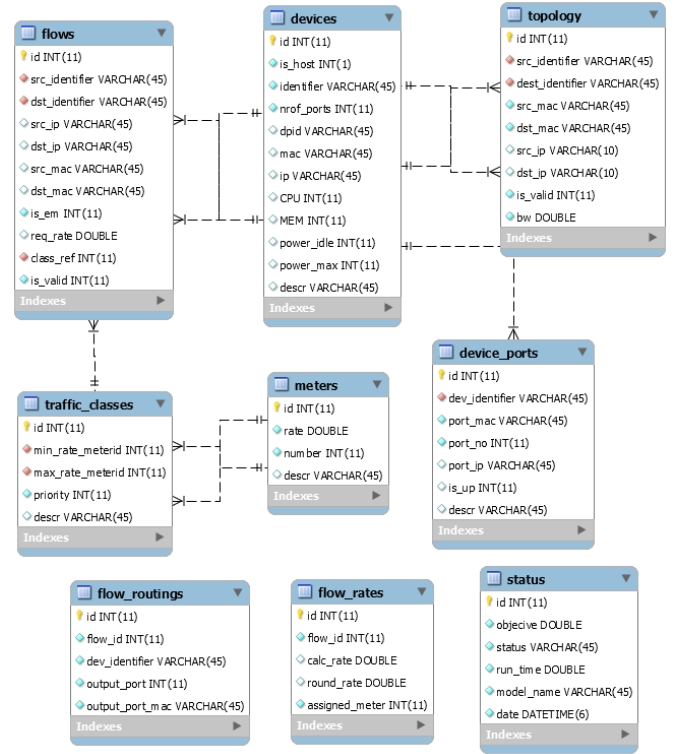 flows
id INT(11)
src_identifier VARCHAR(45)
dst_identifier VARCHAR(45)
src_ip VARCHAR(45)
dst_ip VARCHAR(45)
src_mac VARCHAR(45)
dst_mac VARCHAR(45)
is_em INT(11)
req_rate DOUBLE
class_ref INT(11)
is_valid INT(11)
Indexes
devices
id INT(11)
is_host INT(1)
identifier VARCHAR(45)
nrof_ports INT(11)
dpid VARCHAR(45)
mac VARCHAR(45)
ip VARCHAR(45)
CPU INT(11)
MEM INT(11)
power_idle INT(11)
power_max INT(11)
descr VARCHAR(45)
Indexes
topology
id INT(11)
src_identifier VARCHAR(45)
dest_identifier VARCHAR(45)
src_mac VARCHAR(45)
dst_mac VARCHAR(45)
src_ip VARCHAR(10)
dst_ip VARCHAR(10)
is_valid INT(11)
bw DOUBLE
Indexes
traffic_classes
id INT(11)
min_rate_meterid INT(11)
max_rate_meterid INT(11)
priority INT(11)
descr VARCHAR(45)
Indexes
meters
id INT(11)
rate DOUBLE
number INT(11)
descr VARCHAR(45)
Indexes
device_ports
id INT(11)
dev_identifier VARCHAR(45)
port_mac VARCHAR(45)
port_no INT(11)
port_ip VARCHAR(45)
is_up INT(11)
descr VARCHAR(45)
Indexes
flow_routings
id INT(11)
flow_id INT(11)
dev_identifier VARCHAR(45)
output_port INT(11)
output_port_mac VARCHAR(45)
Indexes
flow_rates
id INT(11)
flow_id INT(11)
calc_rate DOUBLE
round_rate DOUBLE
assigned_meter INT(11)
Indexes
status
id INT(11)
objecive DOUBLE
status VARCHAR(45)
run_time DOUBLE
model_name VARCHAR(45)
date DATETIME(6)
Indexes